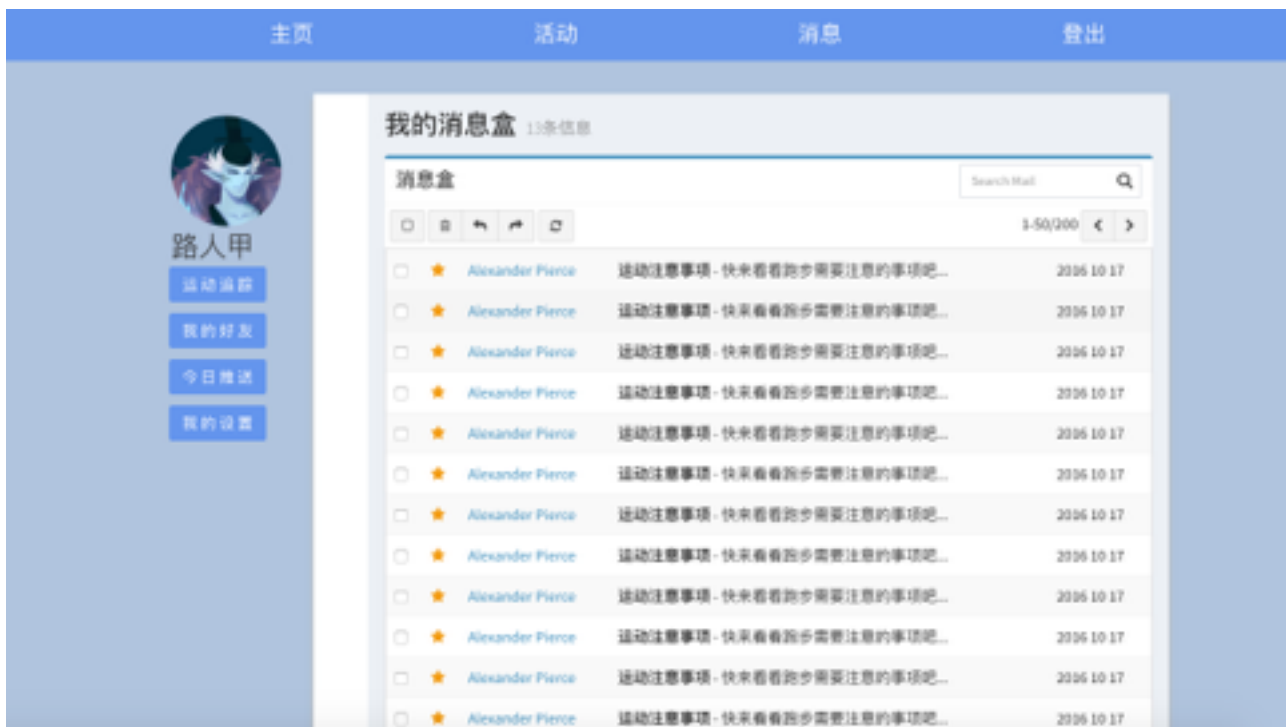 主页 活动 消息 登出
路人甲
运动追踪
我的好友
今日推送
我的设置
我的消息盒 13条信息
消息盒 Search Mail
1-50/200
Alexander Pierce 运动注意事项 - 快来看看跑步需要注意的事项吧... 2016 10 17
Alexander Pierce 运动注意事项 - 快来看看跑步需要注意的事项吧... 2016 10 17
Alexander Pierce 运动注意事项 - 快来看看跑步需要注意的事项吧... 2016 10 17
Alexander Pierce 运动注意事项 - 快来看看跑步需要注意的事项吧... 2016 10 17
Alexander Pierce 运动注意事项 - 快来看看跑步需要注意的事项吧... 2016 10 17
Alexander Pierce 运动注意事项 - 快来看看跑步需要注意的事项吧... 2016 10 17
Alexander Pierce 运动注意事项 - 快来看看跑步需要注意的事项吧... 2016 10 17
Alexander Pierce 运动注意事项 - 快来看看跑步需要注意的事项吧... 2016 10 17
Alexander Pierce 运动注意事项 - 快来看看跑步需要注意的事项吧... 2016 10 17
Alexander Pierce 运动注意事项 - 快来看看跑步需要注意的事项吧... 2016 10 17
Alexander Pierce 运动注意事项 - 快来看看跑步需要注意的事项吧... 2016 10 17
Alexander Pierce 运动注意事项 - 快来看看跑步需要注意的事项吧... 2016 10 17